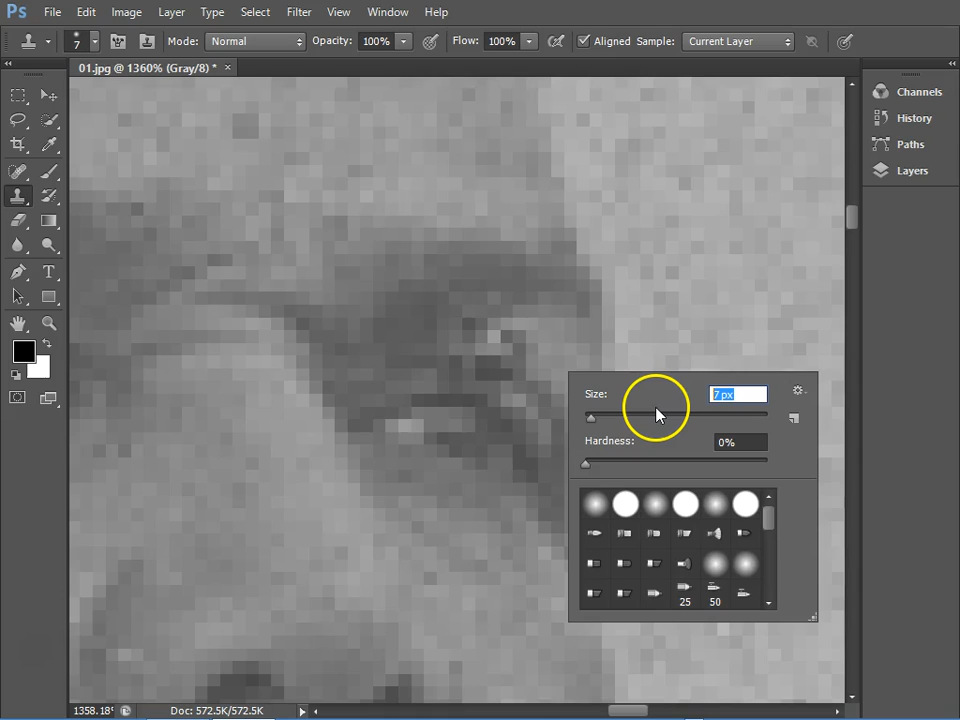 Ps File Edit Image Layer Type Select Filter View Window Help
7 Mode: Normal Opacity: 100% Flow: 100% Aligned Sample: Current Layer
01.jpg @ 1360% (Gray/8) * ×
Channels
History
Paths
Layers
Size: 7 px
Hardness: 0%
25 50
1358.18% Doc: 572.5K/572.5K